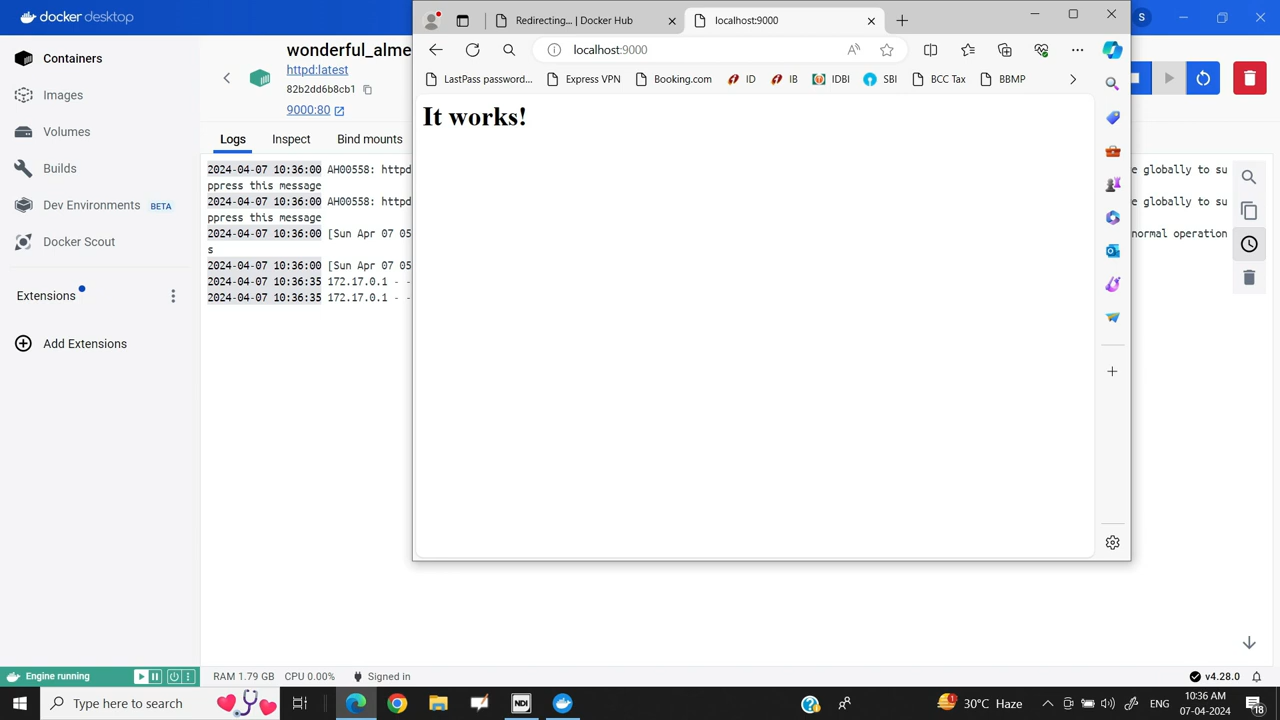 docker desktop
Redirecting... | Docker Hub
localhost:9000
S
Containers
wonderful_alme
localhost:9000
httpd:latest
LastPass password...
Express VPN
Booking.com
ID
IB
IDBI
SBI
BCC Tax
BBMP
82b2dd6b8cb1
9000:80
Images
It works!
Volumes
Logs
Inspect
Bind mounts
Builds
2024-04-07 10:36:00 AH00558: httpd
e globally to su
ppress this message
2024-04-07 10:36:00 AH00558: httpd
e globally to su
ppress this message
Dev Environments BETA
2024-04-07 10:36:00 [Sun Apr 07 05
normal operation
s
Docker Scout
2024-04-07 10:36:00 [Sun Apr 07 05
2024-04-07 10:36:35 172.17.0.1 - -
2024-04-07 10:36:35 172.17.0.1 - -
Extensions
Add Extensions
Engine running
RAM 1.79 GB CPU 0.00%
Signed in
v4.28.0
Type here to search
NDI
30°C Haze
ENG
10:36 AM
07-04-2024
18